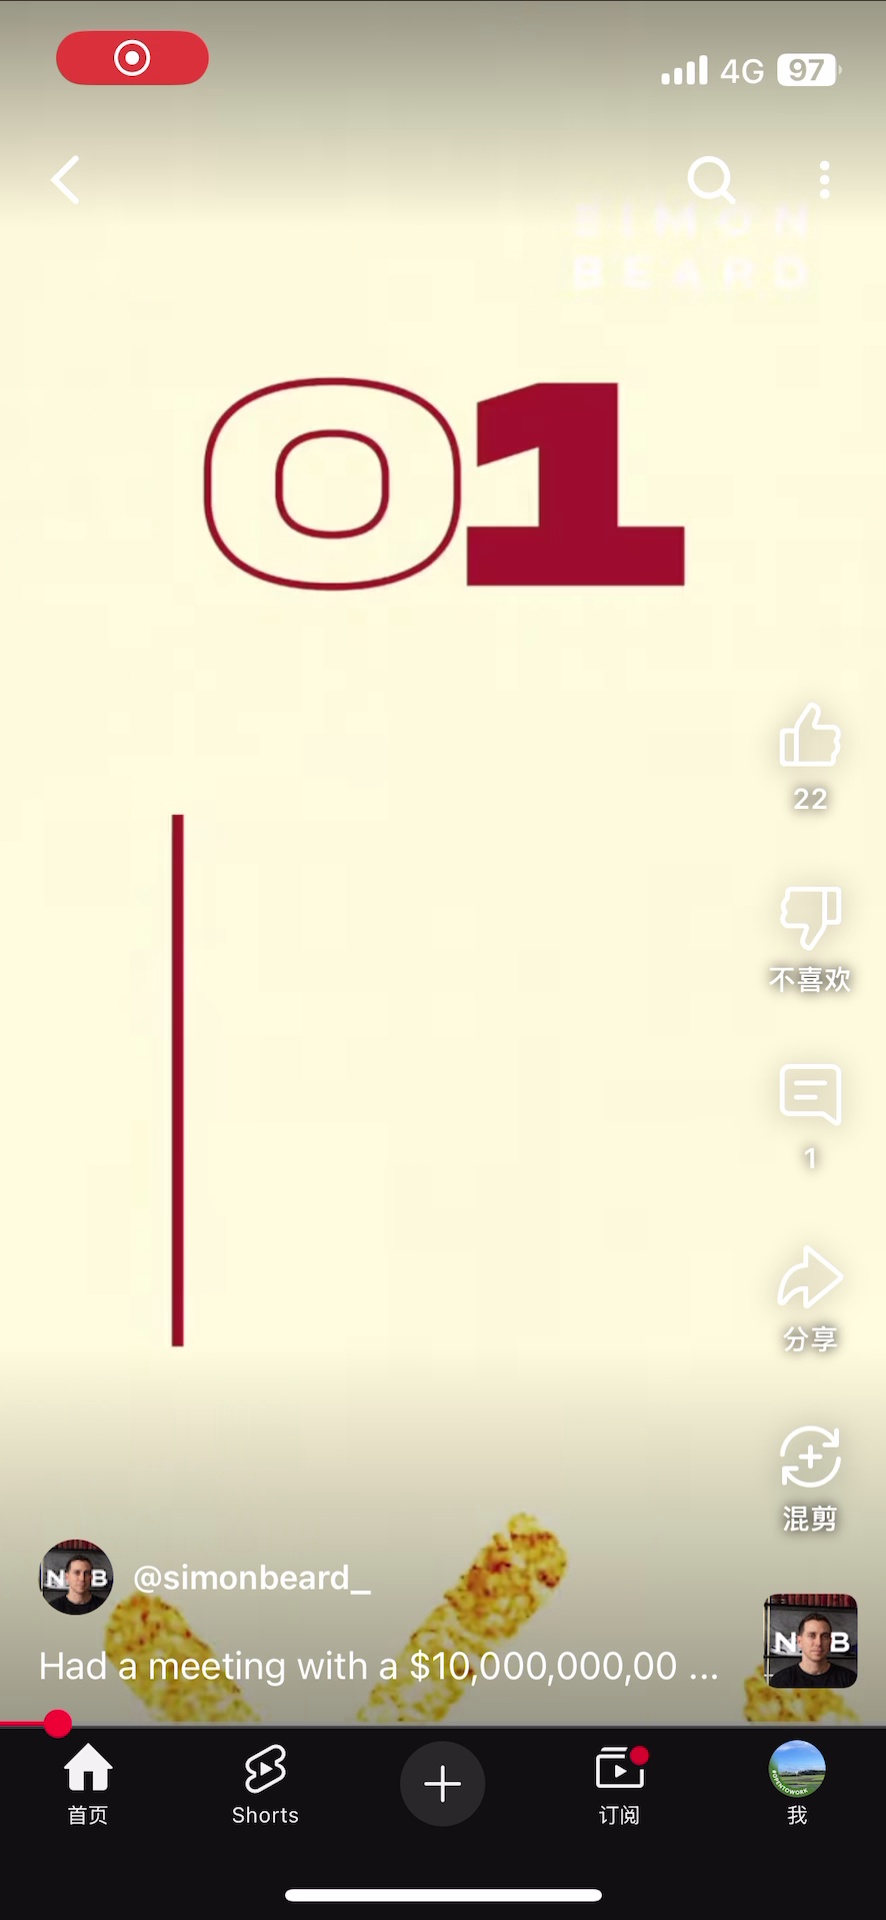 4G 97
SIMON
BEARD
01
22
不喜欢
1
分享
混剪
@simonbeard_
Had a meeting with a $10,000,000,00 ...
首页
Shorts
订阅
我